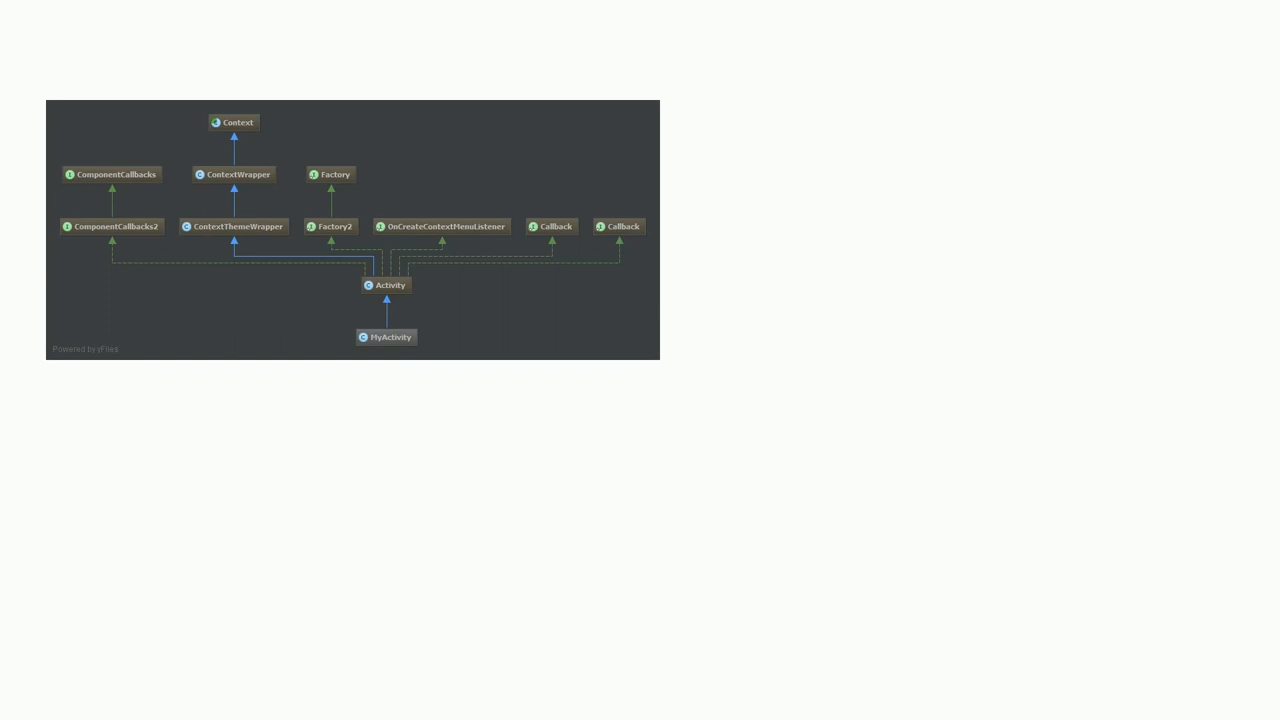 Context
ComponentCallbacks ContextWrapper Factory
ComponentCallbacks2 ContextThemeWrapper Factory2 OnCreateContextMenuListener Callback Callback
Activity
MyActivity
Powered by yFiles